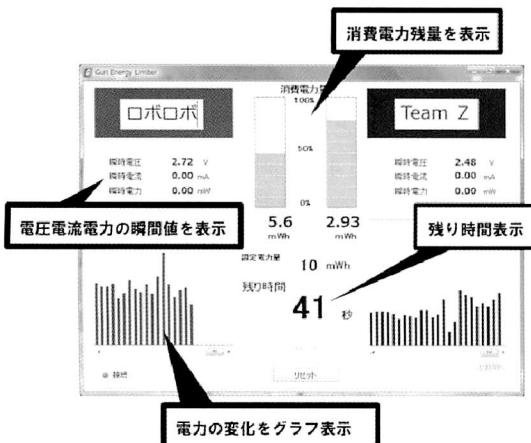 消費電力残量を表示
Gun Energy Limiter
消費電力量
ロボロボ
Team Z
100%
50%
0%
瞬時電圧 2.72 V
瞬時電流 0.00 mA
瞬時電力 0.00 mW
瞬時電圧 2.48 V
瞬時電流 0.00 mA
瞬時電力 0.00 mW
電圧電流電力の瞬間値を表示
5.6
mWh
2.93
mWh
残り時間表示
設定電力量 10 mWh
残り時間
41 秒
接続
リセット
電力の変化をグラフ表示